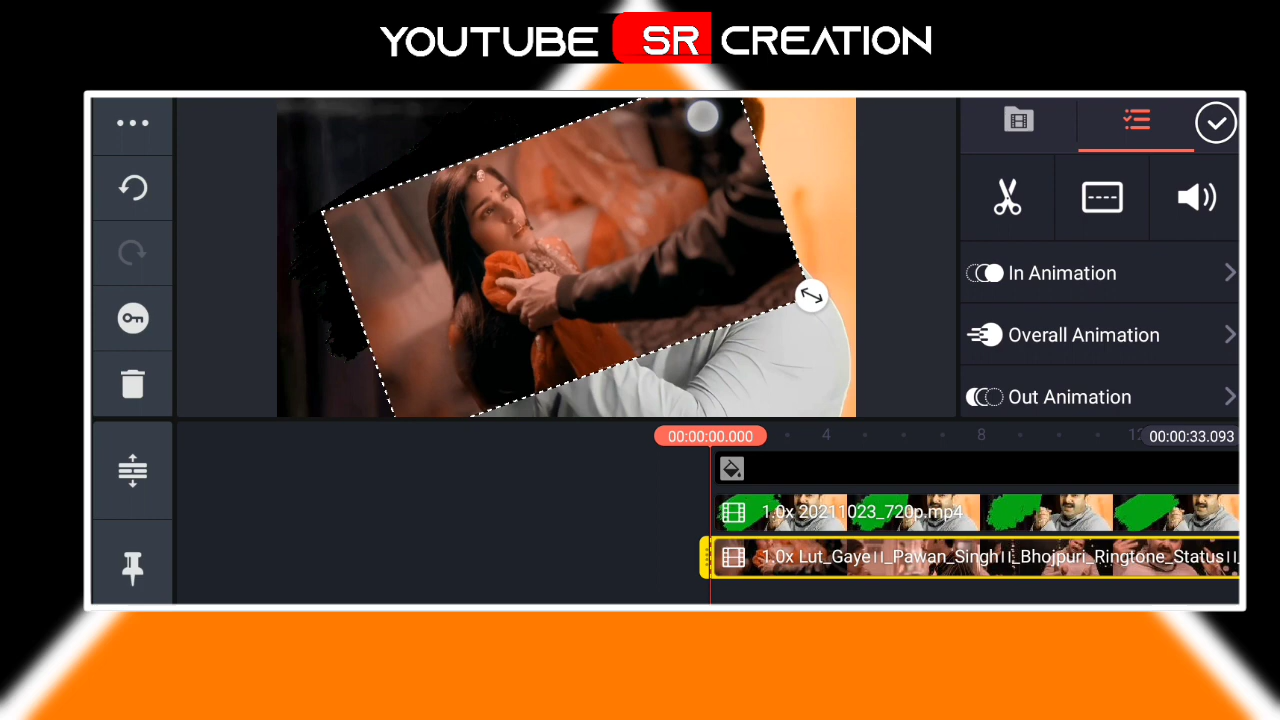 YOUTUBE SR CREATION
In Animation
Overall Animation
Out Animation
00:00:00.000
4
8
12
00:00:33.093
1.0x 20211023_720p.mp4
1.0x Lut_Gaye।।_Pawan_Singh।।_Bhojpuri_Ringtone_Status।।_